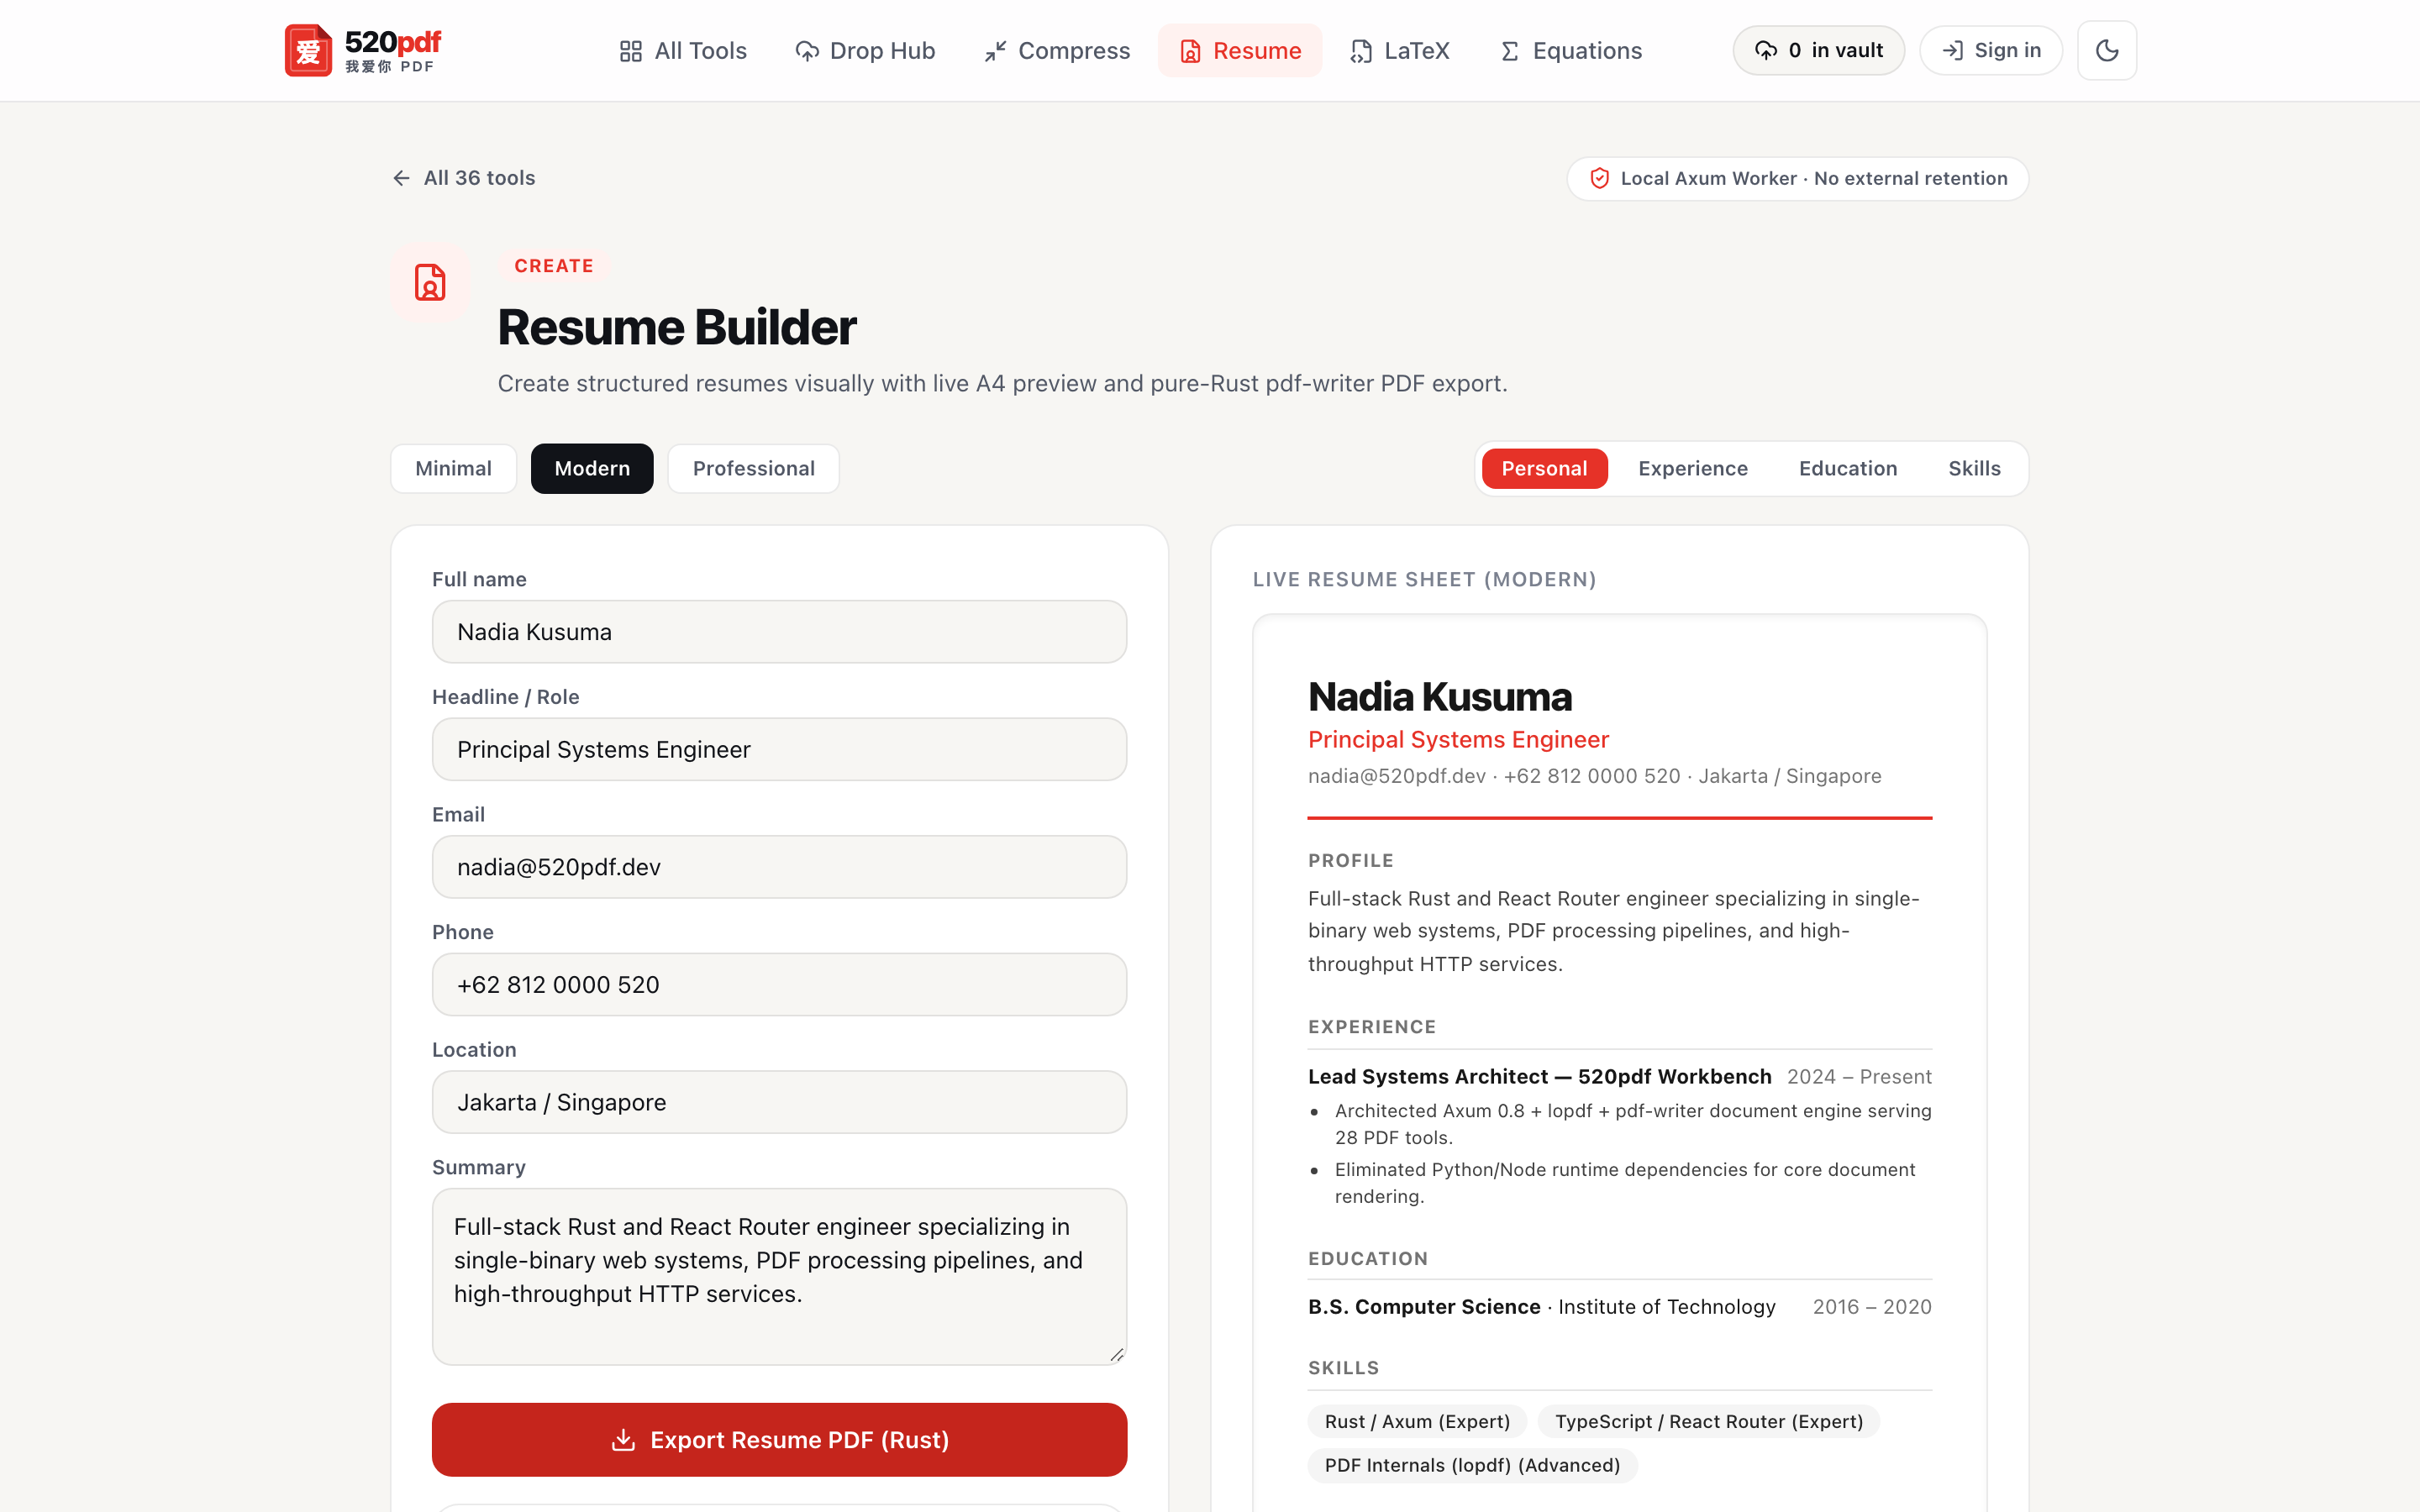 爱
520pdf
我爱你 PDF
All Tools
Drop Hub
Compress
Resume
LaTeX
Equations
0 in vault
Sign in
All 36 tools
Local Axum Worker · No external retention
CREATE
Resume Builder
Create structured resumes visually with live A4 preview and pure-Rust pdf-writer PDF export.
Minimal
Modern
Professional
Personal
Experience
Education
Skills
Full name
Nadia Kusuma
Headline / Role
Principal Systems Engineer
Email
nadia@520pdf.dev
Phone
+62 812 0000 520
Location
Jakarta / Singapore
Summary
Full-stack Rust and React Router engineer specializing in
single-binary web systems, PDF processing pipelines, and
high-throughput HTTP services.
Export Resume PDF (Rust)
LIVE RESUME SHEET (MODERN)
Nadia Kusuma
Principal Systems Engineer
nadia@520pdf.dev · +62 812 0000 520 · Jakarta / Singapore
PROFILE
Full-stack Rust and React Router engineer specializing in single-
binary web systems, PDF processing pipelines, and high-
throughput HTTP services.
EXPERIENCE
Lead Systems Architect — 520pdf Workbench 2024 – Present
• Architected Axum 0.8 + lopdf + pdf-writer document engine serving
28 PDF tools.
• Eliminated Python/Node runtime dependencies for core document
rendering.
EDUCATION
B.S. Computer Science · Institute of Technology 2016 – 2020
SKILLS
Rust / Axum (Expert)
TypeScript / React Router (Expert)
PDF Internals (lopdf) (Advanced)